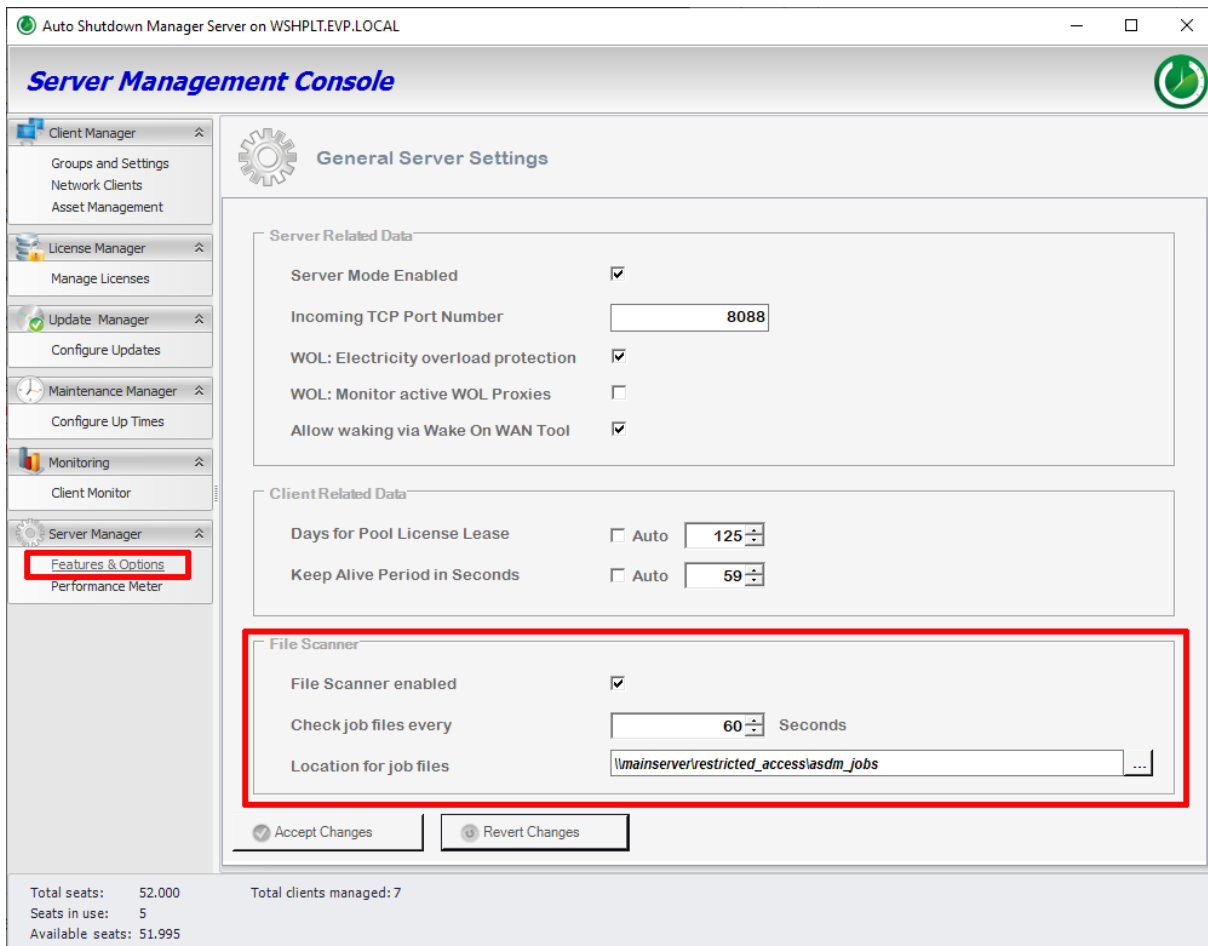 Auto Shutdown Manager Server on WSHPLT.EVP.LOCAL
Server Management Console
Client Manager
Groups and Settings
Network Clients
Asset Management
License Manager
Manage Licenses
Update Manager
Configure Updates
Maintenance Manager
Configure Up Times
Monitoring
Client Monitor
Server Manager
Features & Options
Performance Meter
General Server Settings
Server Related Data
Server Mode Enabled
Incoming TCP Port Number 8088
WOL: Electricity overload protection
WOL: Monitor active WOL Proxies
Allow waking via Wake On WAN Tool
Client Related Data
Days for Pool License Lease Auto 125
Keep Alive Period in Seconds Auto 59
File Scanner
File Scanner enabled
Check job files every 60 Seconds
Location for job files \\mainserver\restricted_access\asdm_jobs ...
Accept Changes Revert Changes
Total seats: 52.000 Total clients managed: 7
Seats in use: 5
Available seats: 51.995